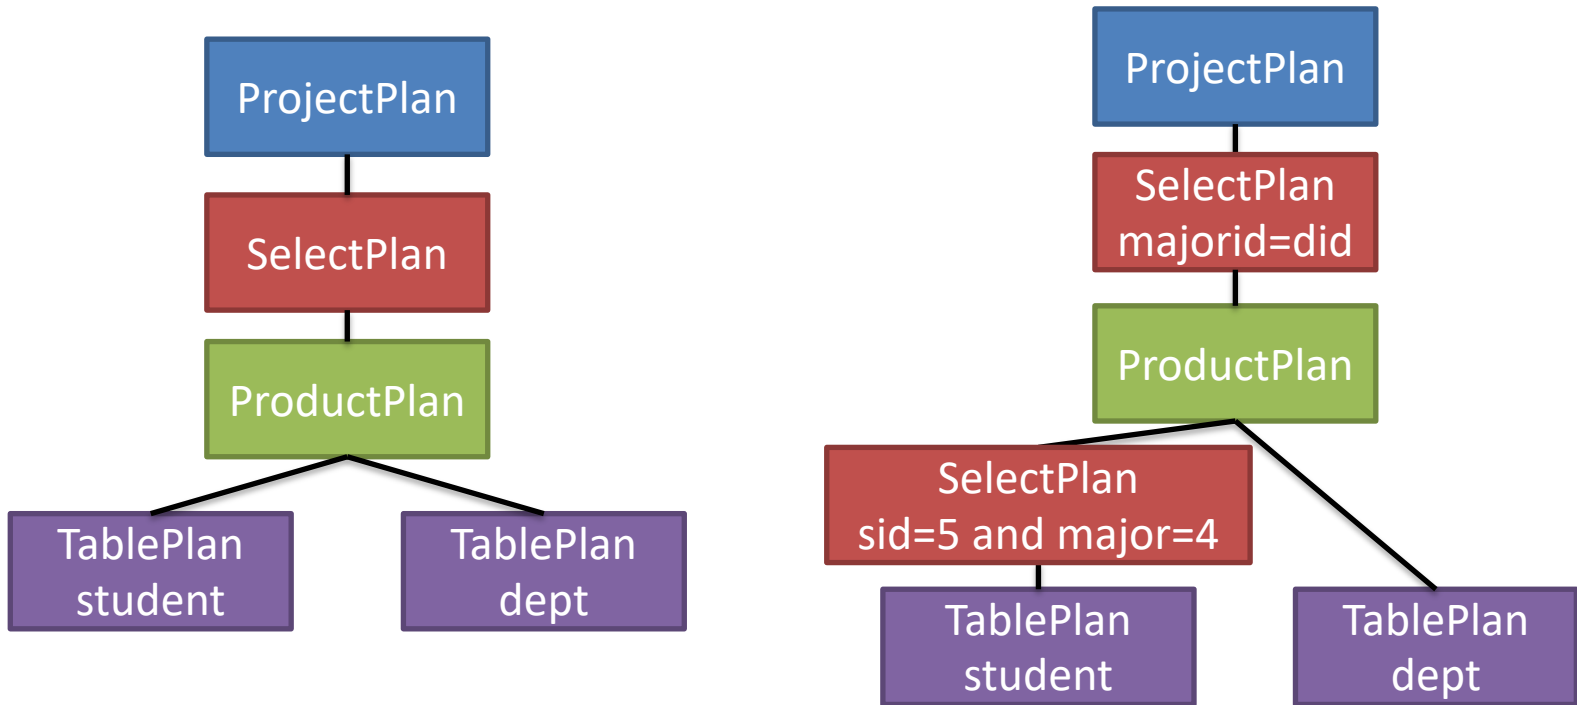 ProjectPlan
SelectPlan
ProductPlan
TablePlan
student
TablePlan
dept
ProjectPlan
SelectPlan
majorid=did
ProductPlan
SelectPlan
sid=5 and major=4
TablePlan
student
TablePlan
dept